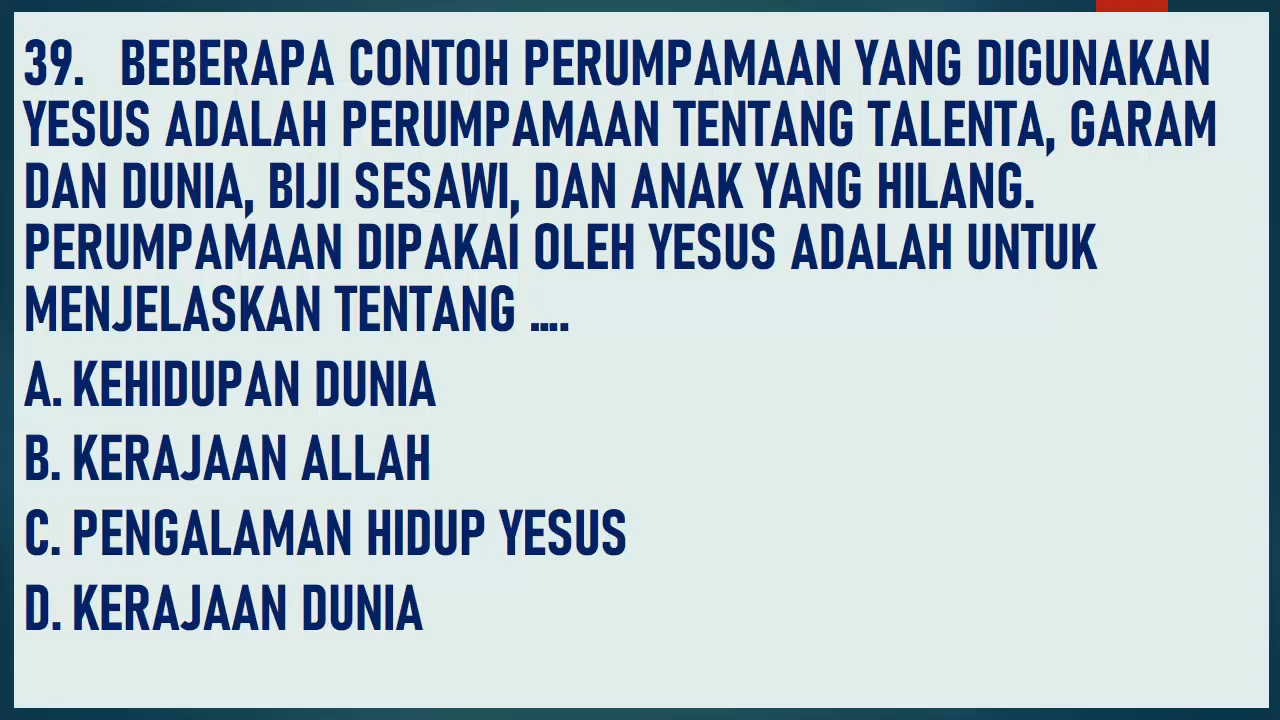 39. BEBERAPA CONTOH PERUMPAMAAN YANG DIGUNAKAN
YESUS ADALAH PERUMPAMAAN TENTANG TALENTA, GARAM
DAN DUNIA, BIJI SESAWI, DAN ANAK YANG HILANG.
PERUMPAMAAN DIPAKAI OLEH YESUS ADALAH UNTUK
MENJELASKAN TENTANG ....
A. KEHIDUPAN DUNIA
B. KERAJAAN ALLAH
C. PENGALAMAN HIDUP YESUS
D. KERAJAAN DUNIA